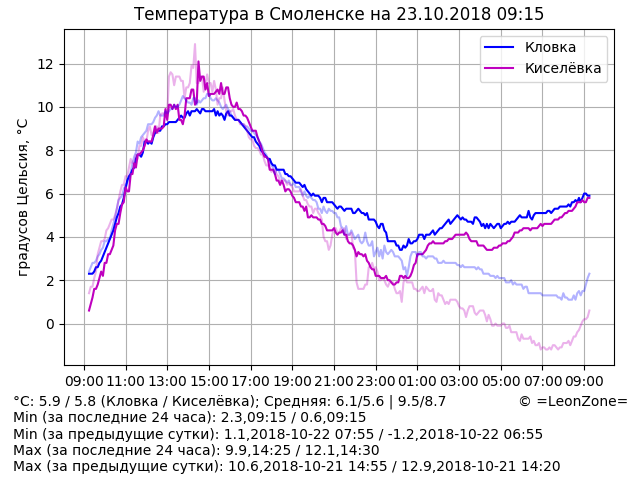 Температура в Смоленске на 23.10.2018 09:15
Кловка
Киселёвка
градусов Цельсия, °C
12
10
8
6
4
2
0
09:00 11:00 13:00 15:00 17:00 19:00 21:00 23:00 01:00 03:00 05:00 07:00 09:00
°C: 5.9 / 5.8 (Кловка / Киселёвка); Средняя: 6.1/5.6 | 9.5/8.7 © =LeonZone=
Min (за последние 24 часа): 2.3,09:15 / 0.6,09:15
Min (за предыдущие сутки): 1.1,2018-10-22 07:55 / -1.2,2018-10-22 06:55
Max (за последние 24 часа): 9.9,14:25 / 12.1,14:30
Max (за предыдущие сутки): 10.6,2018-10-21 14:55 / 12.9,2018-10-21 14:20